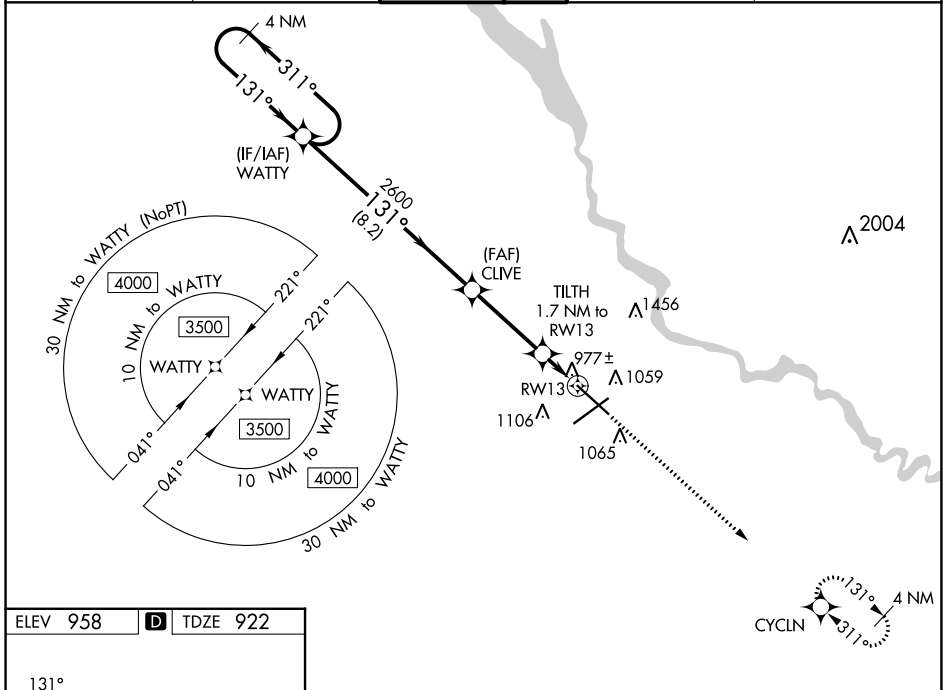 4 NM
311°
131°
(IF/IAF)
WATTY
2600
131°
(8.2)
2004
(FAF)
CLIVE
TILTH
1.7 NM to
RW13
1456
977±
RW13
1059
1106
1065
30 NM to WATTY (NoPT)
4000
10 NM to WATTY
3500
221°
WATTY
041°
221°
WATTY
3500
10 NM to WATTY
041°
4000
30 NM to WATTY
131°
4 NM
CYCLN
311°
ELEV 958 D TDZE 922
131°